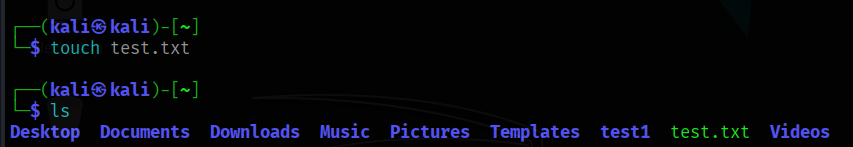 ┌──(kali㉿kali)-[~]
└─$ touch test.txt
┌──(kali㉿kali)-[~]
└─$ ls
Desktop Documents Downloads Music Pictures Templates test1 test.txt Videos